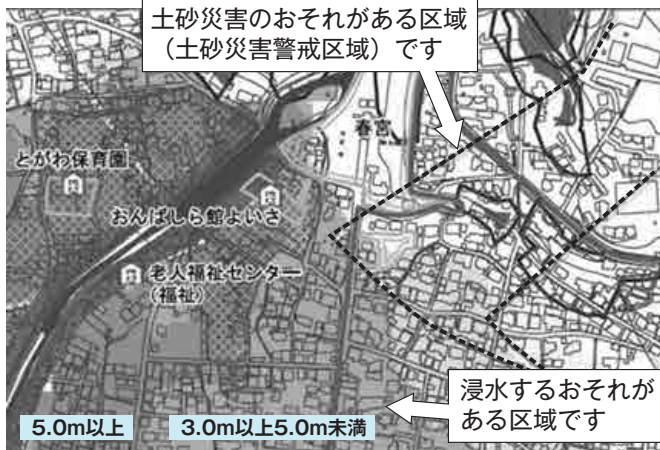 土砂災害のおそれがある区域
（土砂災害警戒区域）です
春宮
とがわ保育園
おんばしら館よいさ
老人福祉センター
(福祉)
浸水するおそれが
ある区域です
5.0m以上
3.0m以上5.0m未満